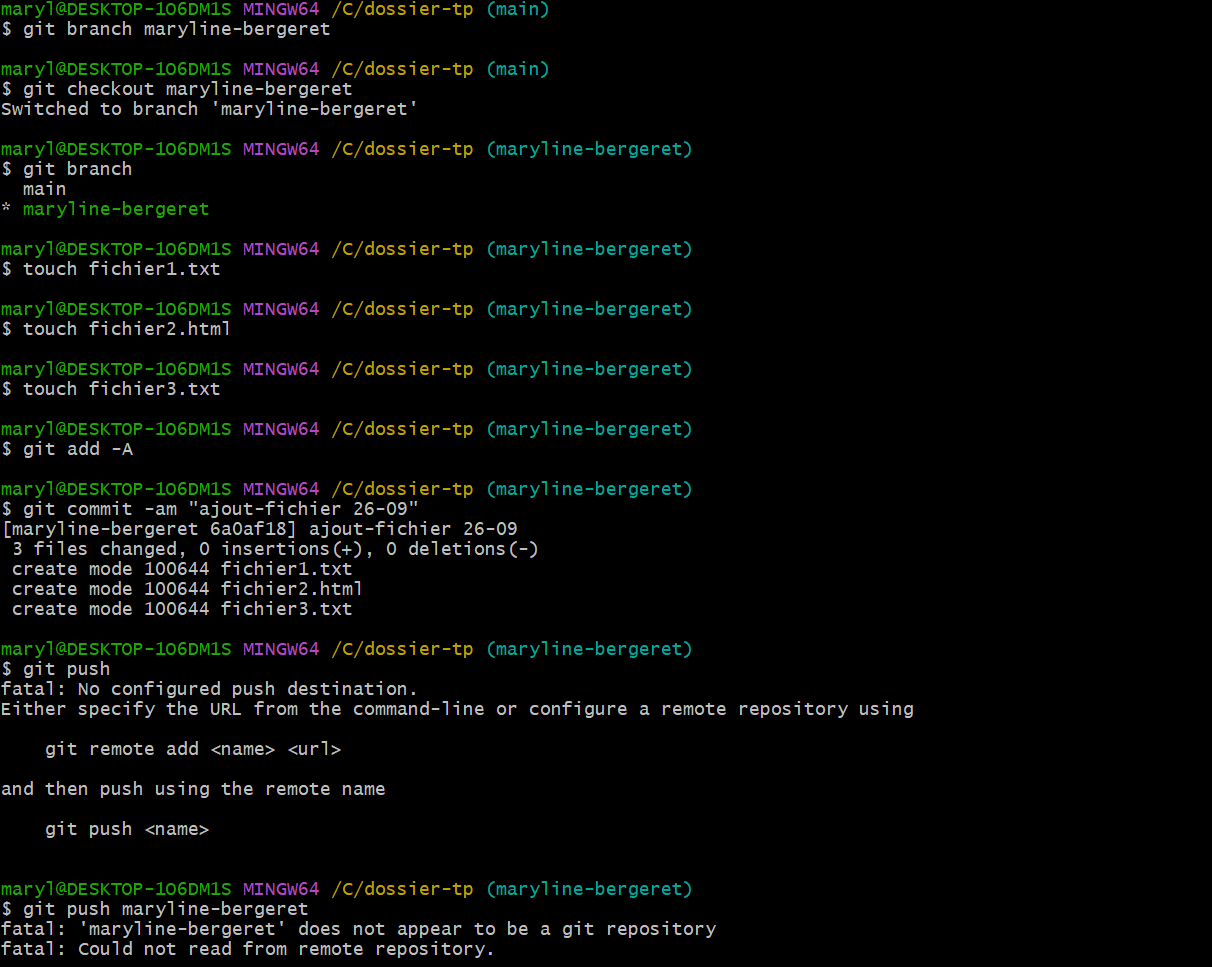 maryl@DESKTOP-1O6DM1S MINGW64 /C/dossier-tp (main)
$ git branch maryline-bergeret
maryl@DESKTOP-1O6DM1S MINGW64 /C/dossier-tp (main)
$ git checkout maryline-bergeret
Switched to branch 'maryline-bergeret'
maryl@DESKTOP-1O6DM1S MINGW64 /C/dossier-tp (maryline-bergeret)
$ git branch
  main
* maryline-bergeret
maryl@DESKTOP-1O6DM1S MINGW64 /C/dossier-tp (maryline-bergeret)
$ touch fichier1.txt
maryl@DESKTOP-1O6DM1S MINGW64 /C/dossier-tp (maryline-bergeret)
$ touch fichier2.html
maryl@DESKTOP-1O6DM1S MINGW64 /C/dossier-tp (maryline-bergeret)
$ touch fichier3.txt
maryl@DESKTOP-1O6DM1S MINGW64 /C/dossier-tp (maryline-bergeret)
$ git add -A
maryl@DESKTOP-1O6DM1S MINGW64 /C/dossier-tp (maryline-bergeret)
$ git commit -am "ajout-fichier 26-09"
[maryline-bergeret 6a0af18] ajout-fichier 26-09
 3 files changed, 0 insertions(+), 0 deletions(-)
 create mode 100644 fichier1.txt
 create mode 100644 fichier2.html
 create mode 100644 fichier3.txt
maryl@DESKTOP-1O6DM1S MINGW64 /C/dossier-tp (maryline-bergeret)
$ git push
fatal: No configured push destination.
Either specify the URL from the command-line or configure a remote repository using
    git remote add <name> <url>
and then push using the remote name
    git push <name>
maryl@DESKTOP-1O6DM1S MINGW64 /C/dossier-tp (maryline-bergeret)
$ git push maryline-bergeret
fatal: 'maryline-bergeret' does not appear to be a git repository
fatal: Could not read from remote repository.